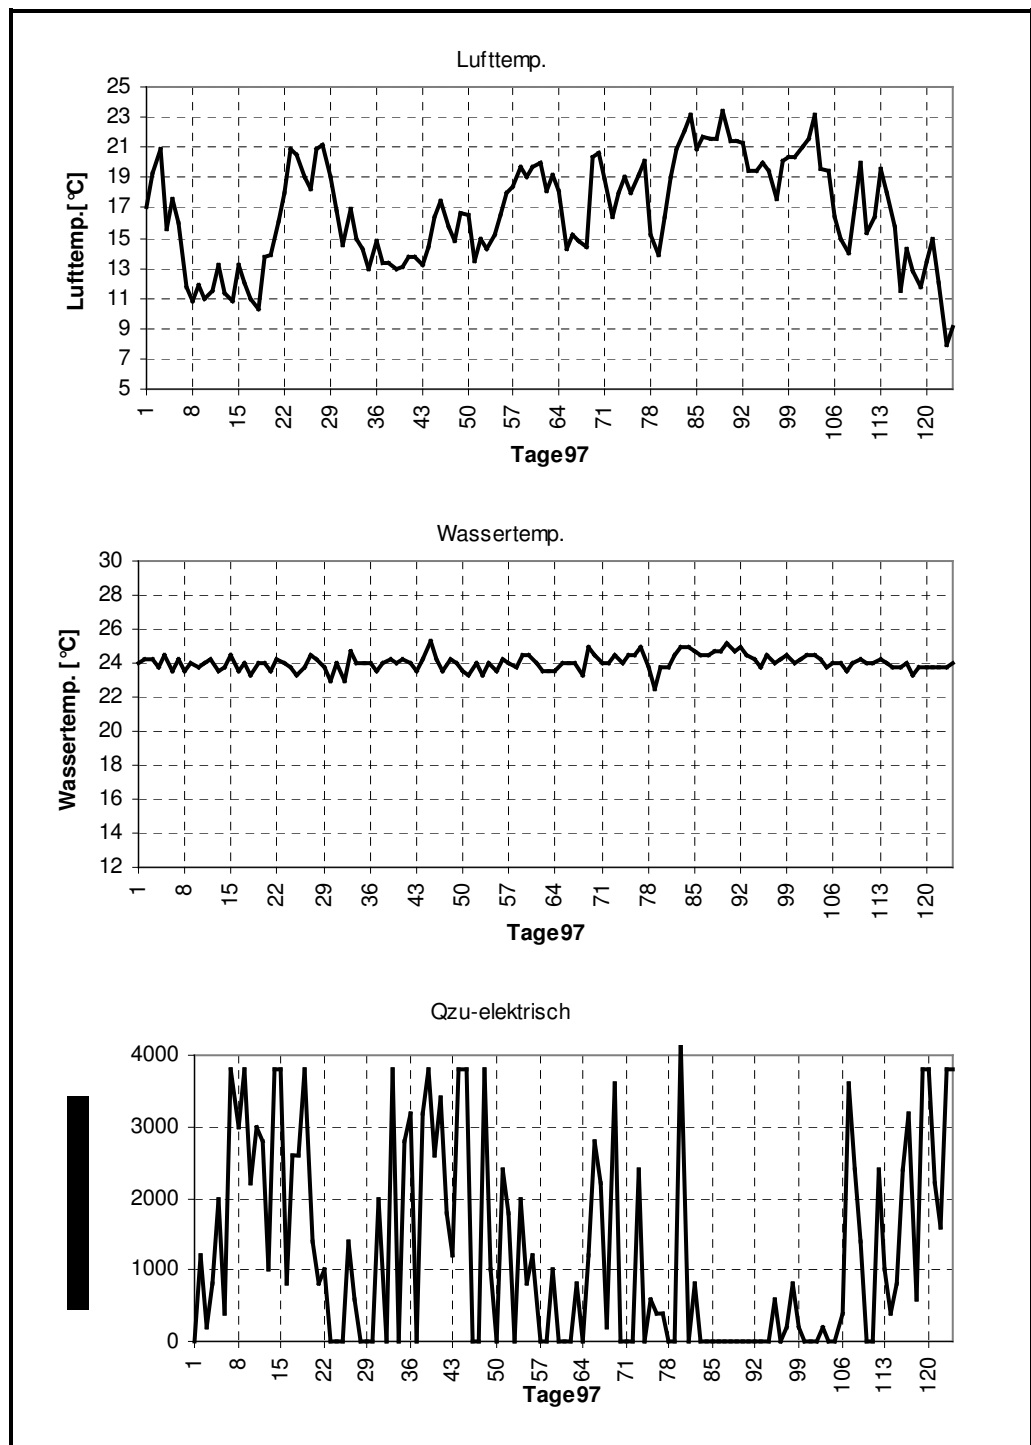 Lufttemp.
25
23
21
19
17
15
13
11
9
7
5
Lufttemp.[°C]
1 8 15 22 29 36 43 50 57 64 71 78 85 92 99 106 113 120
Tage97
Wassertemp.
30
28
26
24
22
20
18
16
14
12
Wassertemp. [°C]
1 8 15 22 29 36 43 50 57 64 71 78 85 92 99 106 113 120
Tage97
Qzu-elektrisch
4000
3000
2000
1000
0
1 8 15 22 29 36 43 50 57 64 71 78 85 92 99 106 113 120
Tage97